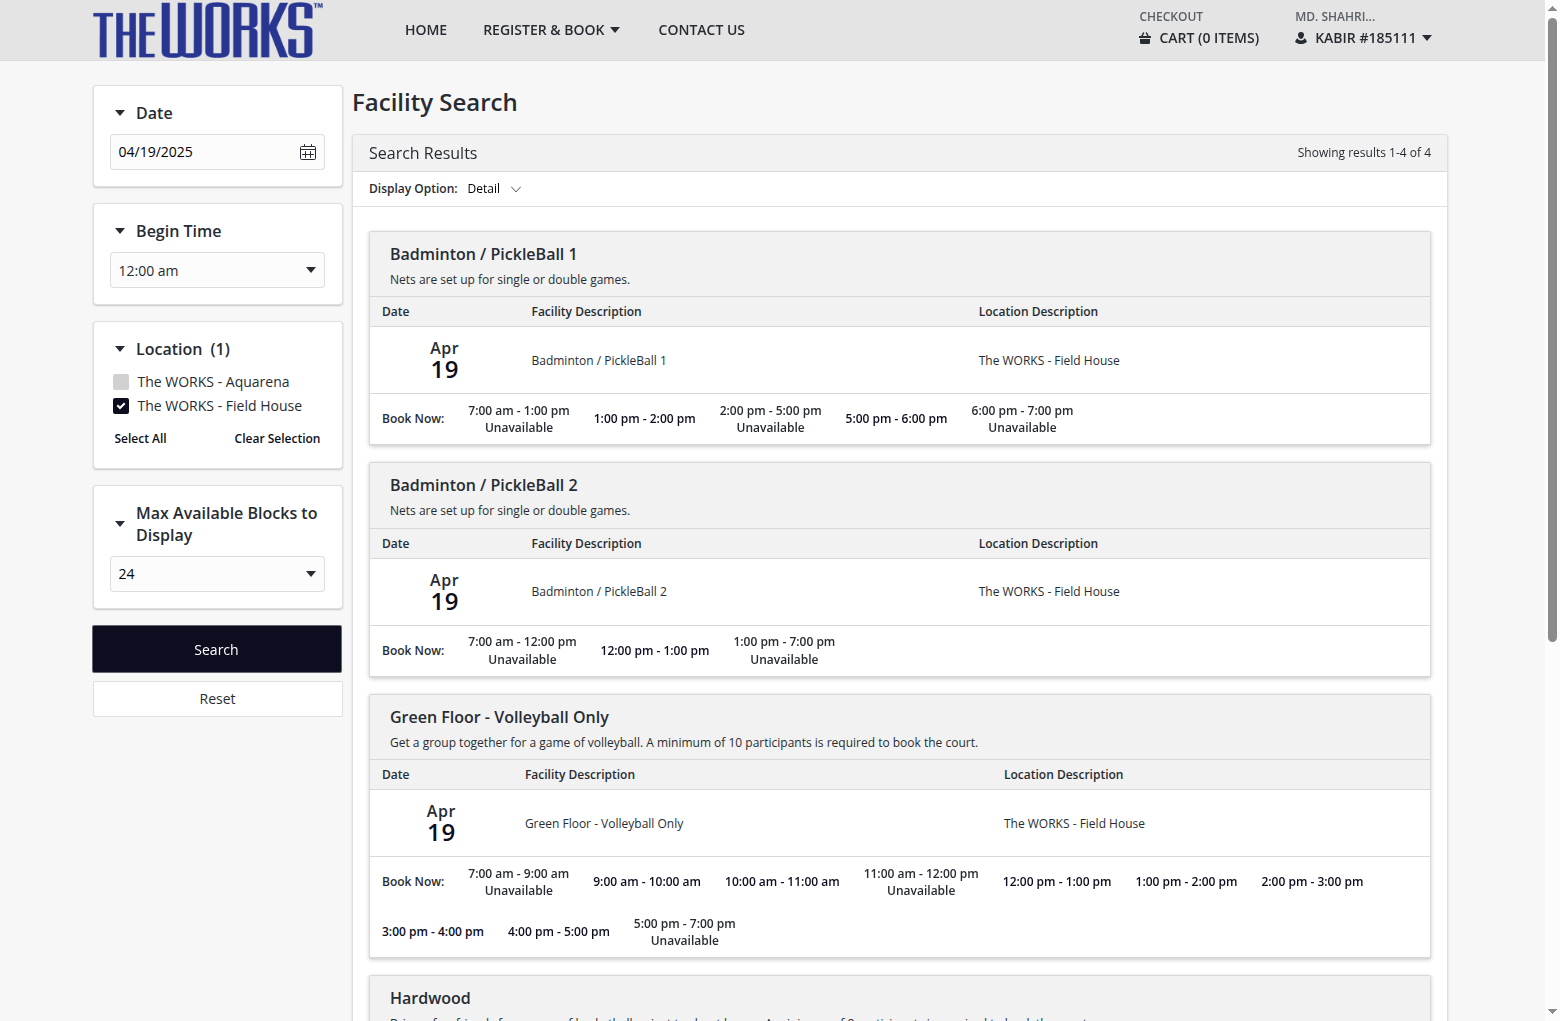 THE WORKS™
HOME
REGISTER & BOOK
CONTACT US
CHECKOUT
CART (0 ITEMS)
MD. SHAHRI...
KABIR #185111
Date
04/19/2025
Begin Time
12:00 am
Location (1)
The WORKS - Aquarena
The WORKS - Field House
Select All Clear Selection
Max Available Blocks to
Display
24
Search
Reset
Facility Search
Search Results Showing results 1-4 of 4
Display Option: Detail
Badminton / PickleBall 1
Nets are set up for single or double games.
Date Facility Description Location Description
Apr
19
Badminton / PickleBall 1 The WORKS - Field House
Book Now:
7:00 am - 1:00 pm
Unavailable
1:00 pm - 2:00 pm
2:00 pm - 5:00 pm
Unavailable
5:00 pm - 6:00 pm
6:00 pm - 7:00 pm
Unavailable
Badminton / PickleBall 2
Nets are set up for single or double games.
Date Facility Description Location Description
Apr
19
Badminton / PickleBall 2 The WORKS - Field House
Book Now:
7:00 am - 12:00 pm
Unavailable
12:00 pm - 1:00 pm
1:00 pm - 7:00 pm
Unavailable
Green Floor - Volleyball Only
Get a group together for a game of volleyball. A minimum of 10 participants is required to book the court.
Date Facility Description Location Description
Apr
19
Green Floor - Volleyball Only The WORKS - Field House
Book Now:
7:00 am - 9:00 am
Unavailable
9:00 am - 10:00 am
10:00 am - 11:00 am
11:00 am - 12:00 pm
Unavailable
12:00 pm - 1:00 pm
1:00 pm - 2:00 pm
2:00 pm - 3:00 pm
3:00 pm - 4:00 pm
4:00 pm - 5:00 pm
5:00 pm - 7:00 pm
Unavailable
Hardwood